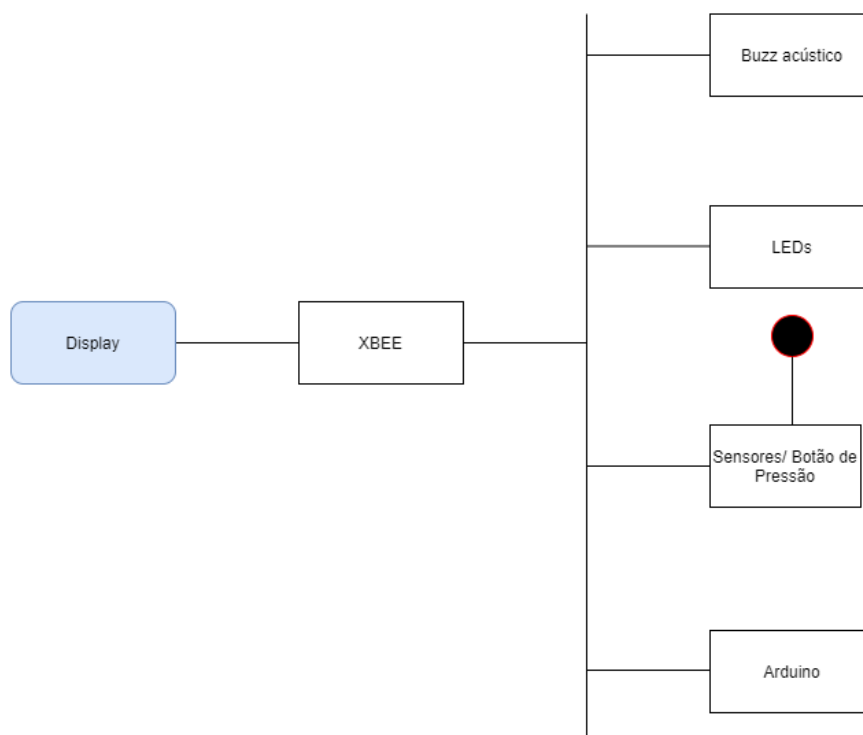 Buzz acústico
LEDs
Display
XBEE
Sensores/ Botão de
Pressão
Arduino